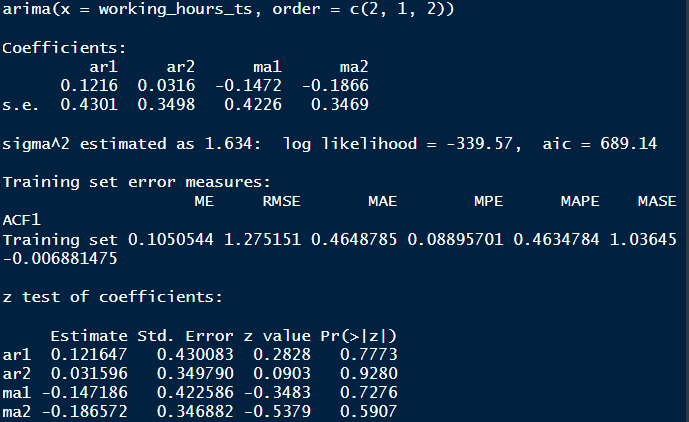 arima(x = working_hours_ts, order = c(2, 1, 2))
Coefficients:
ar1 ar2 ma1 ma2
0.1216 0.0316 -0.1472 -0.1866
s.e. 0.4301 0.3498 0.4226 0.3469
sigma^2 estimated as 1.634: log likelihood = -339.57, aic = 689.14
Training set error measures:
ME RMSE MAE MPE MAPE MASE
ACF1
Training set 0.1050544 1.275151 0.4648785 0.08895701 0.4634784 1.03645
-0.006881475
z test of coefficients:
Estimate Std. Error z value Pr(>|z|)
ar1 0.121647 0.430083 0.2828 0.7773
ar2 0.031596 0.349790 0.0903 0.9280
ma1 -0.147186 0.422586 -0.3483 0.7276
ma2 -0.186572 0.346882 -0.5379 0.5907